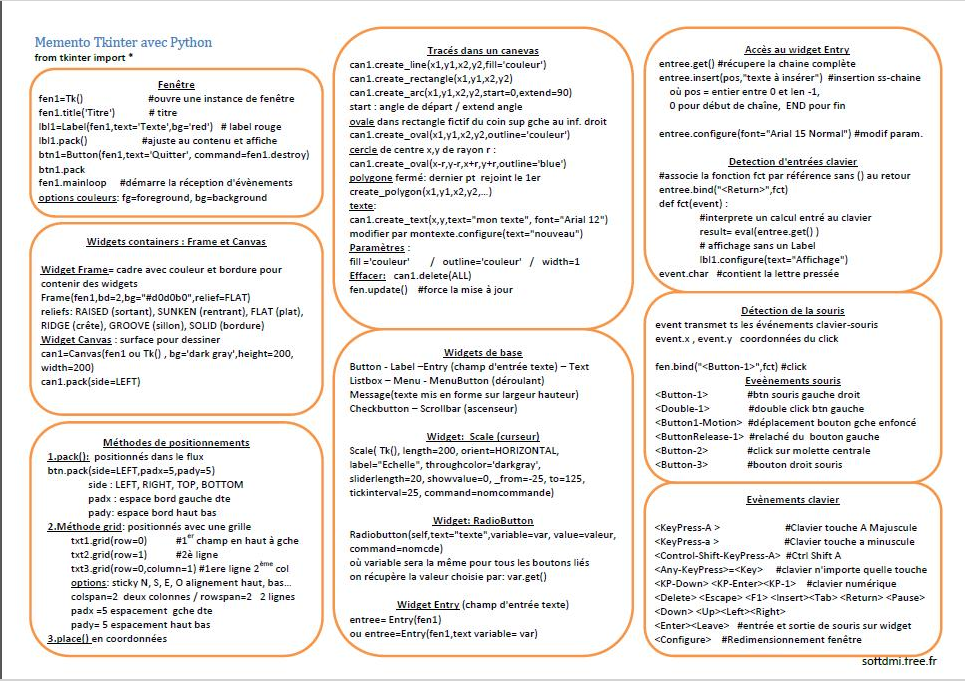 Memento Tkinter avec Python
from tkinter import *
Fenêtre
fen1=Tk() #ouvre une instance de fenêtre
fen1.title('Titre') # titre
lbl1=Label(fen1,text='Texte',bg='red') # label rouge
lbl1.pack() #ajuste au contenu et affiche
btn1=Button(fen1,text='Quitter', command=fen1.destroy)
btn1.pack
fen1.mainloop #démarre la réception d'évènements
options couleurs: fg=foreground, bg=background
Widgets containers : Frame et Canvas
Widget Frame= cadre avec couleur et bordure pour
contenir des widgets
Frame(fen1,bd=2,bg="#d0d0b0",relief=FLAT)
reliefs: RAISED (sortant), SUNKEN (rentrant), FLAT (plat),
RIDGE (crête), GROOVE (sillon), SOLID (bordure)
Widget Canvas : surface pour dessiner
can1=Canvas(fen1 ou Tk() , bg='dark gray',height=200,
width=200)
can1.pack(side=LEFT)
Méthodes de positionnements
1.pack(): positionnés dans le flux
btn.pack(side=LEFT,padx=5,pady=5)
side : LEFT, RIGHT, TOP, BOTTOM
padx : espace bord gauche dte
pady: espace bord haut bas
2.Méthode grid: positionnés avec une grille
txt1.grid(row=0) #1er champ en haut à gche
txt2.grid(row=1) #2è ligne
txt3.grid(row=0,column=1) #1ere ligne 2ème col
options: sticky N, S, E, O alignement haut, bas...
colspan=2 deux colonnes / rowspan=2 2 lignes
padx =5 espacement gche dte
pady= 5 espacement haut bas
3.place() en coordonnées
Tracés dans un canevas
can1.create_line(x1,y1,x2,y2,fill='couleur')
can1.create_rectangle(x1,y1,x2,y2)
can1.create_arc(x1,y1,x2,y2,start=0,extend=90)
start : angle de départ / extend angle
ovale dans rectangle fictif du coin sup gche au inf. droit
can1.create_oval(x1,y1,x2,y2,outline='couleur')
cercle de centre x,y de rayon r :
can1.create_oval(x-r,y-r,x+r,y+r,outline='blue')
polygone fermé: dernier pt rejoint le 1er
create_polygon(x1,y1,x2,y2,...)
texte:
can1.create_text(x,y,text="mon texte", font="Arial 12")
modifier par montexte.configure(text="nouveau")
Paramètres :
fill ='couleur' / outline='couleur' / width=1
Effacer: can1.delete(ALL)
fen.update() #force la mise à jour
Widgets de base
Button - Label –Entry (champ d'entrée texte) – Text
Listbox – Menu - MenuButton (déroulant)
Message(texte mis en forme sur largeur hauteur)
Checkbutton – Scrollbar (ascenseur)
Widget: Scale (curseur)
Scale( Tk(), length=200, orient=HORIZONTAL,
label="Echelle", throughcolor='darkgray',
sliderlength=20, showvalue=0, _from=-25, to=125,
tickinterval=25, command=nomcommande)
Widget: RadioButton
Radiobutton(self,text="texte",variable=var, value=valeur,
command=nomcde)
où variable sera la même pour tous les boutons liés
on récupère la valeur choisie par: var.get()
Widget Entry (champ d'entrée texte)
entree= Entry(fen1)
ou entree=Entry(fen1,text variable= var)
Accès au widget Entry
entree.get() #récupere la chaine complète
entree.insert(pos,"texte à insérer") #insertion ss-chaine
où pos = entier entre 0 et len -1,
0 pour début de chaîne, END pour fin
entree.configure(font="Arial 15 Normal") #modif param.
Detection d'entrées clavier
#associe la fonction fct par référence sans () au retour
entree.bind("<Return>",fct)
def fct(event) :
#interprete un calcul entré au clavier
result= eval(entree.get() )
# affichage sans un Label
lbl1.configure(text="Affichage")
event.char #contient la lettre pressée
Détection de la souris
event transmet ts les événements clavier-souris
event.x , event.y coordonnées du click
fen.bind("<Button-1>",fct) #click
Eveènements souris
<Button-1> #btn souris gauche droit
<Double-1> #double click btn gauche
<Button1-Motion> #déplacement bouton gche enfoncé
<ButtonRelease-1> #relaché du bouton gauche
<Button-2> #click sur molette centrale
<Button-3> #bouton droit souris
Evènements clavier
<KeyPress-A > #Clavier touche A Majuscule
<KeyPress-a > #Clavier touche a minuscule
<Control-Shift-KeyPress-A> #Ctrl Shift A
<Any-KeyPress>=<Key> #clavier n'importe quelle touche
<KP-Down> <KP-Enter><KP-1> #clavier numérique
<Delete> <Escape> <F1> <Insert><Tab> <Return> <Pause>
<Down> <Up><Left><Right>
<Enter><Leave> #entrée et sortie de souris sur widget
<Configure> #Redimensionnement fenêtre
softdmi.free.fr